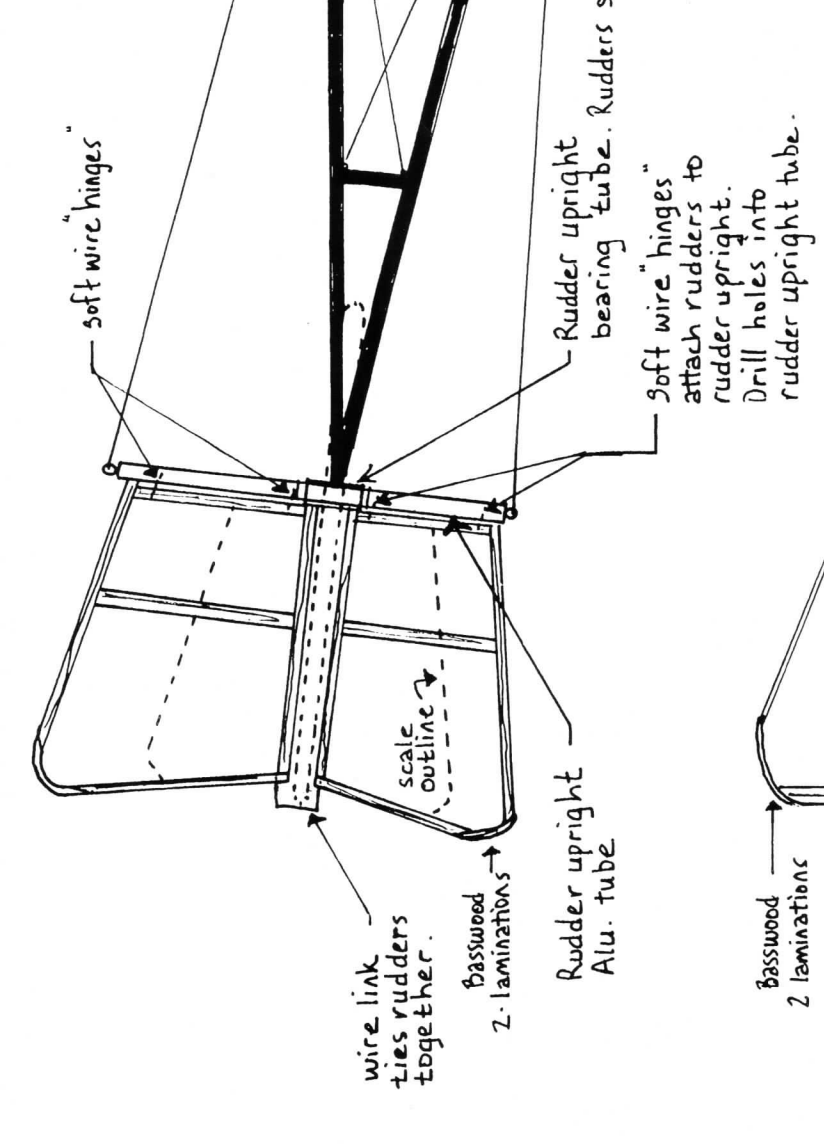 soft wire "hinges"
Rudder upright
bearing tube. Rudders
soft wire "hinges"
attach rudders to
rudder upright.
Drill holes into
rudder upright tube.
scale
outline
wire link
ties rudders
together.
Basswood
2-laminations
Rudder upright
Alu. tube
Basswood
2 laminations